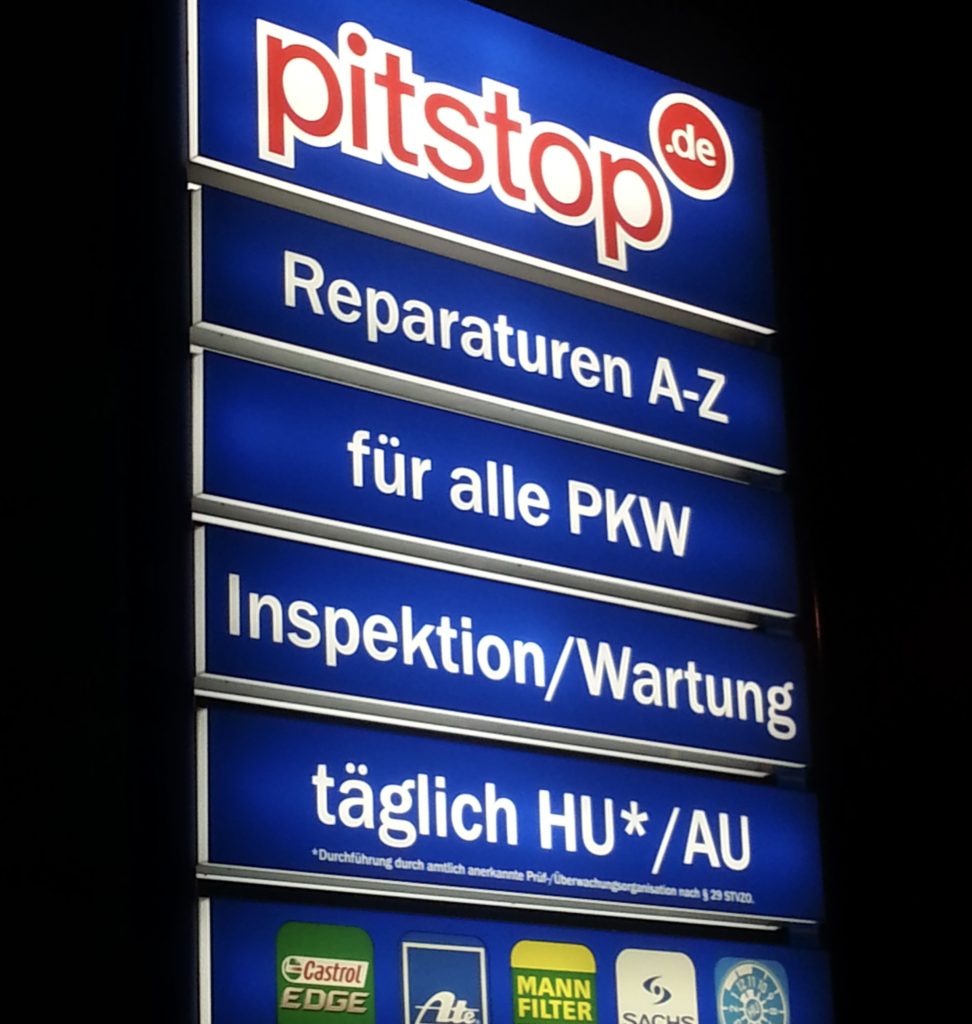 pitstop.de
Reparaturen A-Z
für alle PKW
Inspektion/Wartung
täglich HU*/AU
*Durchführung durch amtlich anerkannte Prüf-/Überwachungsorganisation nach § 29 STVZO.
Castrol EDGE
Ate
MANN FILTER
SACHS